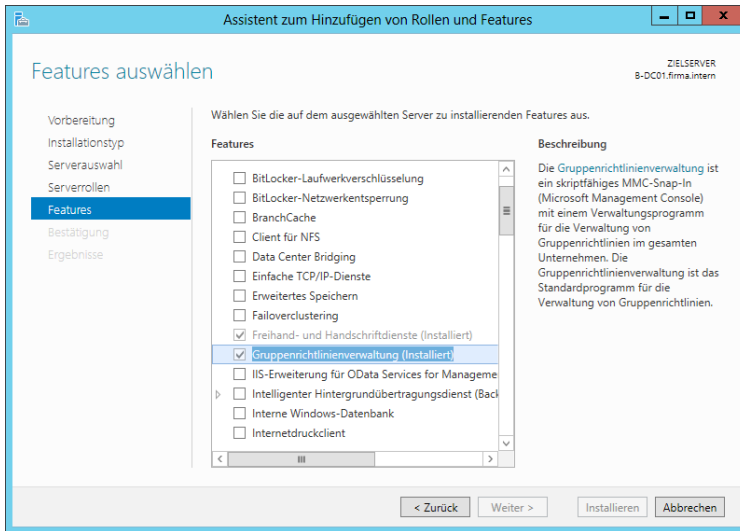 Assistent zum Hinzufügen von Rollen und Features
Features auswählen
ZIELSERVER
B-DC01.firma.intern
Vorbereitung
Installationstyp
Serverauswahl
Serverrollen
Features
Bestätigung
Ergebnisse
Wählen Sie die auf dem ausgewählten Server zu installierenden Features aus.
Features
BitLocker-Laufwerkverschlüsselung
BitLocker-Netzwerkentsperrung
BranchCache
Client für NFS
Data Center Bridging
Einfache TCP/IP-Dienste
Erweitertes Speichern
Failoverclustering
Freihand- und Handschriftdienste (Installiert)
Gruppenrichtlinienverwaltung (Installiert)
IIS-Erweiterung für OData Services for Manageme
Intelligenter Hintergrundübertragungsdienst (Back
Interne Windows-Datenbank
Internetdruckclient
Beschreibung
Die Gruppenrichtlinienverwaltung ist
ein skriptfähiges MMC-Snap-In
(Microsoft Management Console)
mit einem Verwaltungsprogramm
für die Verwaltung von
Gruppenrichtlinien im gesamten
Unternehmen. Die
Gruppenrichtlinienverwaltung ist das
Standardprogramm für die
Verwaltung von Gruppenrichtlinien.
< Zurück
Weiter >
Installieren
Abbrechen